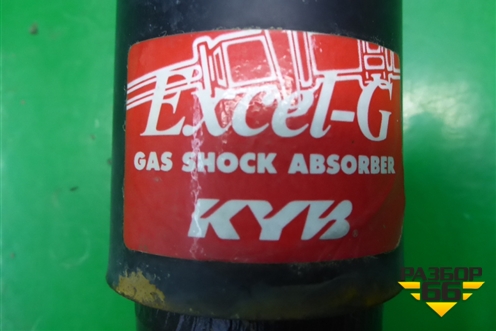 Excel-G
GAS SHOCK ABSORBER
KYB
РАЗБОР
66